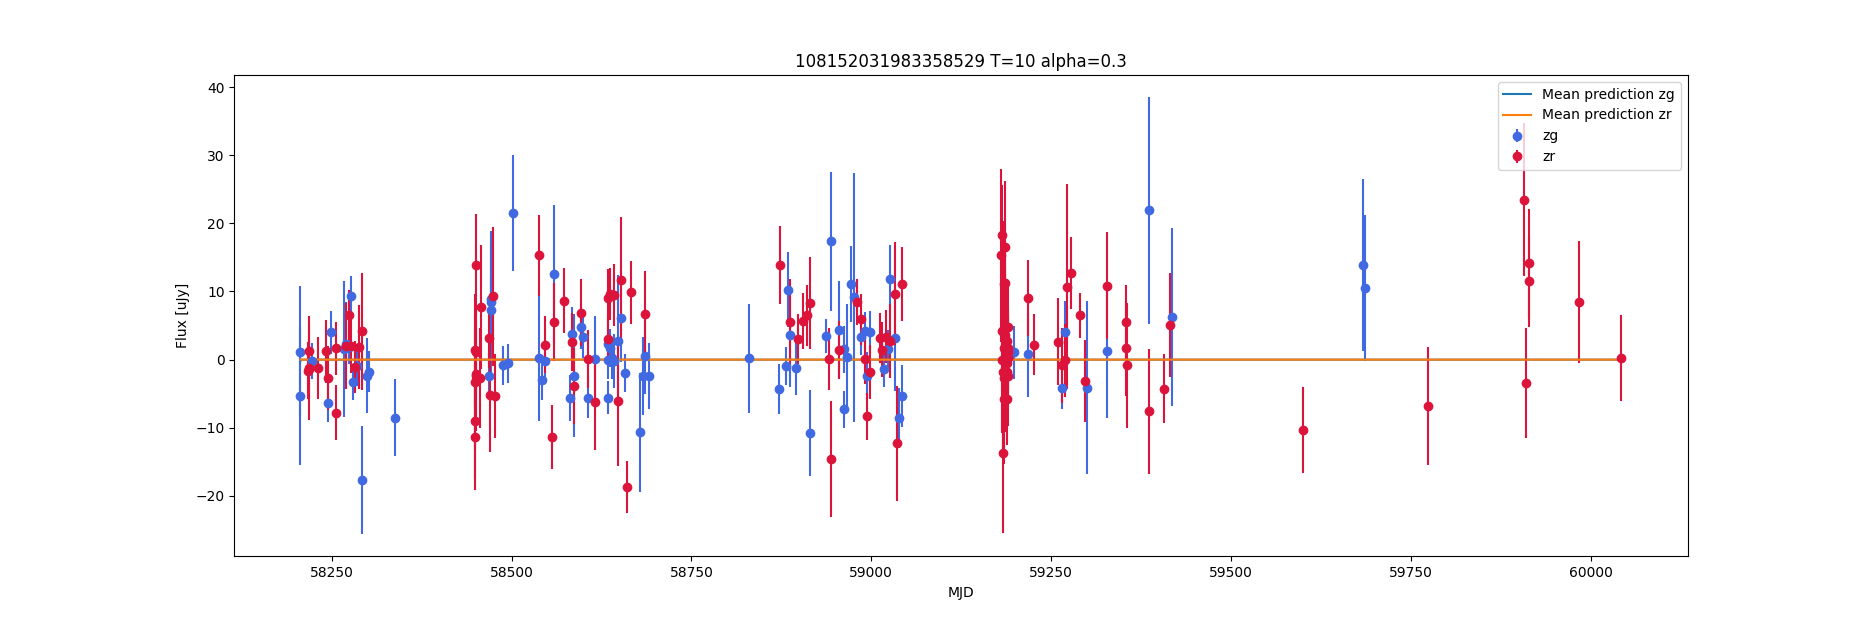 108152031983358529 T=10 alpha=0.3
Flux [uJy]
40
30
20
10
0
−10
−20
Mean prediction zg
Mean prediction zr
zg
zr
58250
58500
58750
59000
59250
59500
59750
60000
MJD